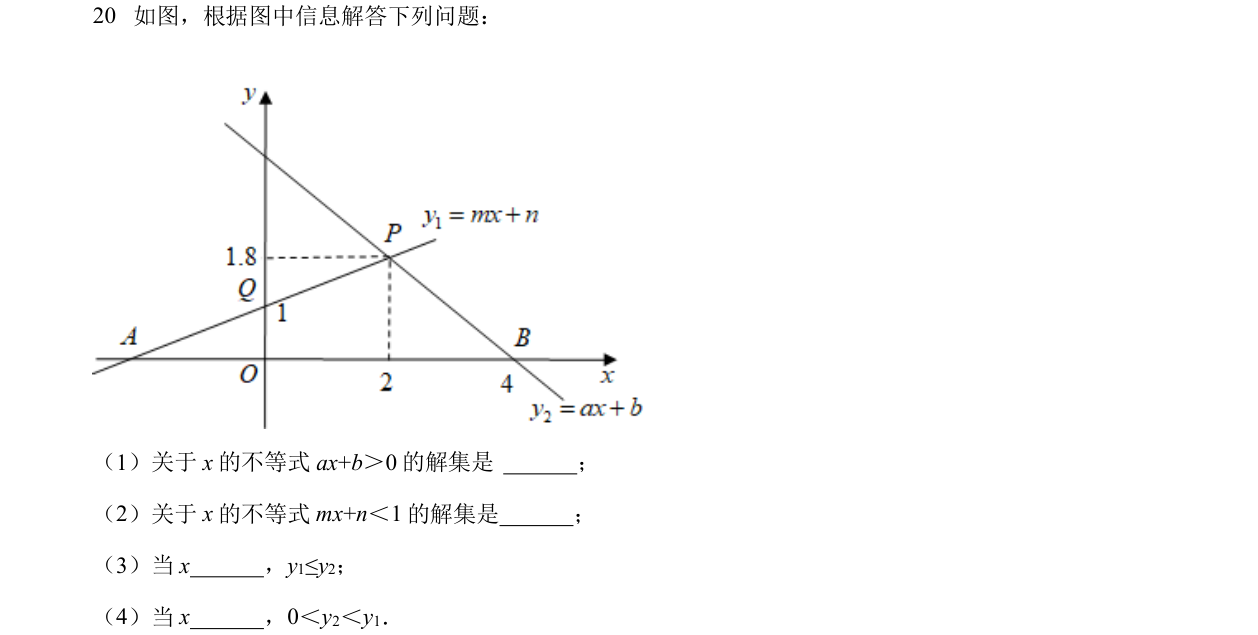 20 如图，根据图中信息解答下列问题：
y
y₁ = mx + n
P
1.8
Q
1
A
B
O
2
4
x
y₂ = ax + b
（1）关于 x 的不等式 ax+b＞0 的解集是 ______；
（2）关于 x 的不等式 mx+n＜1 的解集是______；
（3）当 x______，y₁≤y₂；
（4）当 x______，0＜y₂＜y₁．